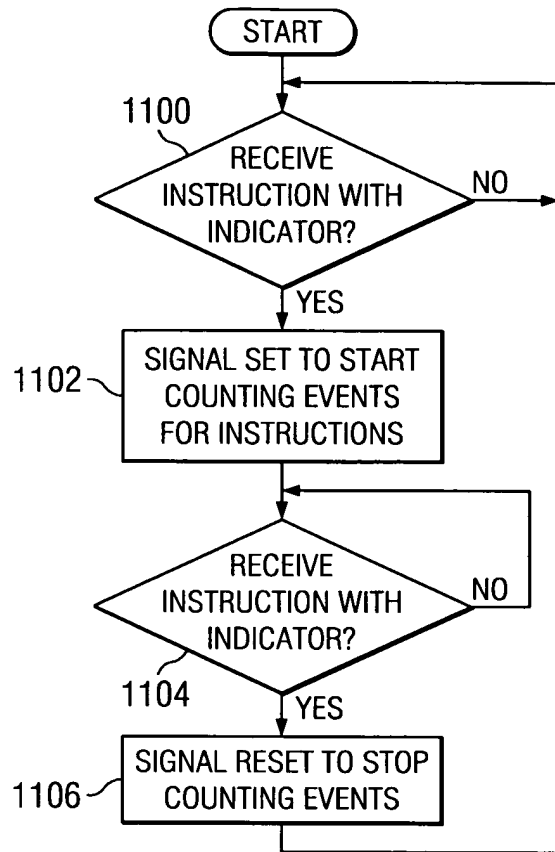 START
1100
RECEIVE
INSTRUCTION WITH
INDICATOR?
NO
YES
1102
SIGNAL SET TO START
COUNTING EVENTS
FOR INSTRUCTIONS
RECEIVE
INSTRUCTION WITH
INDICATOR?
NO
1104
YES
1106
SIGNAL RESET TO STOP
COUNTING EVENTS